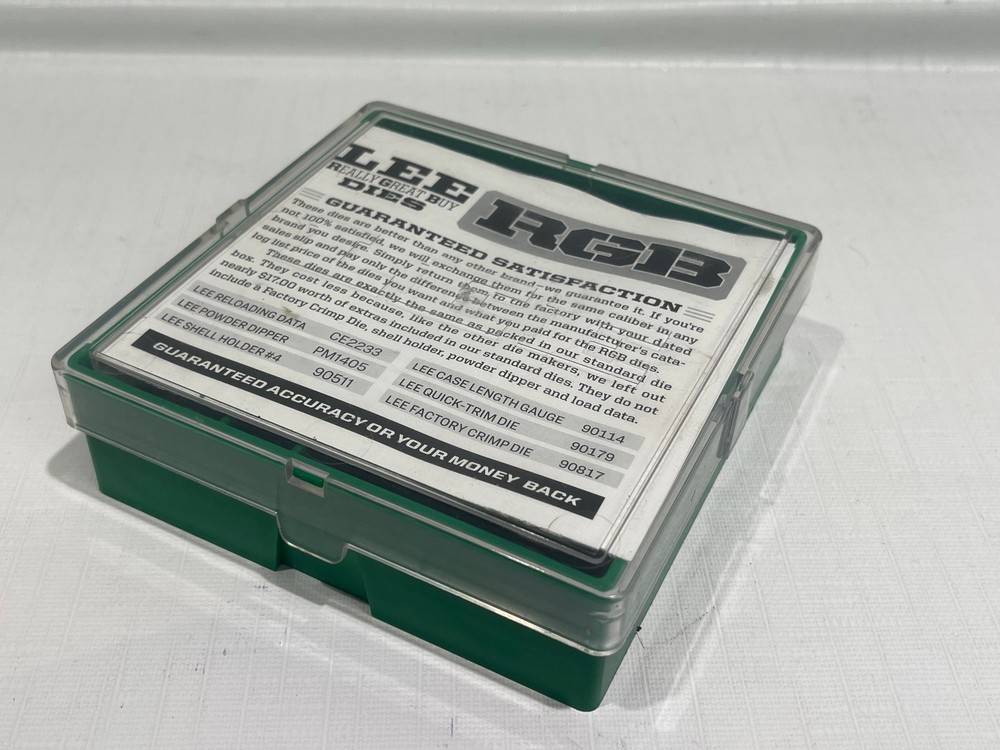 LEE
REALLY GREAT BUY
DIES
RGB
GUARANTEED SATISFACTION
These dies are better than any other brand—we guarantee it. If you're
not 100% satisfied, we will exchange them for the same caliber in any
brand you desire. Simply return them to the factory with your dated
sales slip and pay only the difference between the manufacturer's cata-
log list price of the dies you want and what you paid for the RGB dies.
These dies are exactly the same as packed in our standard die
box. They cost less because, like the other die makers, we left out
nearly $17.00 worth of extras included in our standard dies. They do not
include a Factory Crimp Die, shell holder, powder dipper and load data.
LEE RELOADING DATA CE2233
LEE POWDER DIPPER PM1405
LEE SHELL HOLDER #4 90511
LEE CASE LENGTH GAUGE 90114
LEE QUICK-TRIM DIE 90179
LEE FACTORY CRIMP DIE 90817
GUARANTEED ACCURACY OR YOUR MONEY BACK